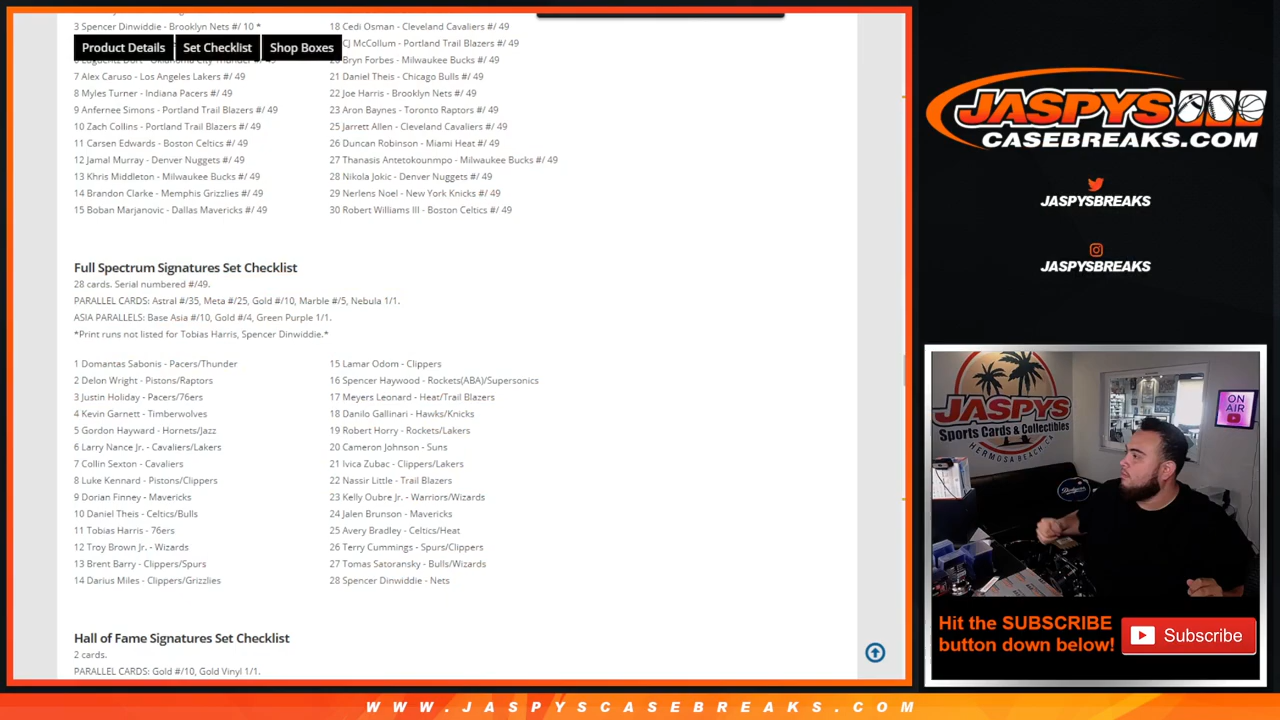 3 Spencer Dinwiddie - Brooklyn Nets #/ 10 *
Product Details
Set Checklist
Shop Boxes
7 Alex Caruso - Los Angeles Lakers #/ 49
8 Myles Turner - Indiana Pacers #/ 49
9 Anfernee Simons - Portland Trail Blazers #/ 49
10 Zach Collins - Portland Trail Blazers #/ 49
11 Carsen Edwards - Boston Celtics #/ 49
12 Jamal Murray - Denver Nuggets #/ 49
13 Khris Middleton - Milwaukee Bucks #/ 49
14 Brandon Clarke - Memphis Grizzlies #/ 49
15 Boban Marjanovic - Dallas Mavericks #/ 49
18 Cedi Osman - Cleveland Cavaliers #/ 49
CJ McCollum - Portland Trail Blazers #/ 49
Bryn Forbes - Milwaukee Bucks #/ 49
21 Daniel Theis - Chicago Bulls #/ 49
22 Joe Harris - Brooklyn Nets #/ 49
23 Aron Baynes - Toronto Raptors #/ 49
25 Jarrett Allen - Cleveland Cavaliers #/ 49
26 Duncan Robinson - Miami Heat #/ 49
27 Thanasis Antetokounmpo - Milwaukee Bucks #/ 49
28 Nikola Jokic - Denver Nuggets #/ 49
29 Nerlens Noel - New York Knicks #/ 49
30 Robert Williams III - Boston Celtics #/ 49
Full Spectrum Signatures Set Checklist
28 cards. Serial numbered #/49.
PARALLEL CARDS: Astral #/35, Meta #/25, Gold #/10, Marble #/5, Nebula 1/1.
ASIA PARALLELS: Base Asia #/10, Gold #/4, Green Purple 1/1.
*Print runs not listed for Tobias Harris, Spencer Dinwiddie.*
1 Domantas Sabonis - Pacers/Thunder
2 Delon Wright - Pistons/Raptors
3 Justin Holiday - Pacers/76ers
4 Kevin Garnett - Timberwolves
5 Gordon Hayward - Hornets/Jazz
6 Larry Nance Jr. - Cavaliers/Lakers
7 Collin Sexton - Cavaliers
8 Luke Kennard - Pistons/Clippers
9 Dorian Finney - Mavericks
10 Daniel Theis - Celtics/Bulls
11 Tobias Harris - 76ers
12 Troy Brown Jr. - Wizards
13 Brent Barry - Clippers/Spurs
14 Darius Miles - Clippers/Grizzlies
15 Lamar Odom - Clippers
16 Spencer Haywood - Rockets(ABA)/Supersonics
17 Meyers Leonard - Heat/Trail Blazers
18 Danilo Gallinari - Hawks/Knicks
19 Robert Horry - Rockets/Lakers
20 Cameron Johnson - Suns
21 Ivica Zubac - Clippers/Lakers
22 Nassir Little - Trail Blazers
23 Kelly Oubre Jr. - Warriors/Wizards
24 Jalen Brunson - Mavericks
25 Avery Bradley - Celtics/Heat
26 Terry Cummings - Spurs/Clippers
27 Tomas Satoransky - Bulls/Wizards
28 Spencer Dinwiddie - Nets
Hall of Fame Signatures Set Checklist
2 cards.
PARALLEL CARDS: Gold #/10, Gold Vinyl 1/1.
JASPYS
CASEBREAKS.COM
JASPYSBREAKS
JASPYSBREAKS
JASPYS
Sports Cards & Collectibles
HERMOSA BEACH, CA
ON
AIR
Dodgers
Hit the SUBSCRIBE
button down below!
Subscribe
WWW.JASPYSCASEBREAKS.COM